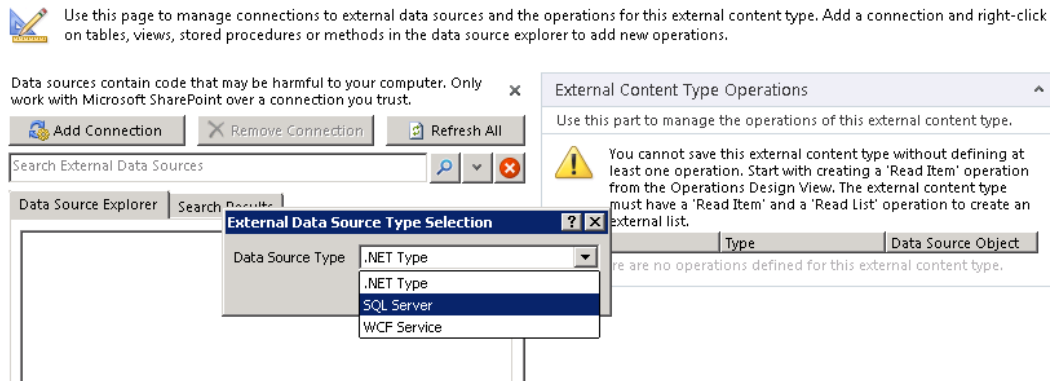 Use this page to manage connections to external data sources and the operations for this external content type. Add a connection and right-click
on tables, views, stored procedures or methods in the data source explorer to add new operations.
Data sources contain code that may be harmful to your computer. Only
work with Microsoft SharePoint over a connection you trust.
Add Connection
Remove Connection
Refresh All
Search External Data Sources
Data Source Explorer
Search Results
External Data Source Type Selection
Data Source Type
.NET Type
.NET Type
SQL Server
WCF Service
External Content Type Operations
Use this part to manage the operations of this external content type.
You cannot save this external content type without defining at
least one operation. Start with creating a 'Read Item' operation
from the Operations Design View. The external content type
must have a 'Read Item' and a 'Read List' operation to create an
external list.
Type
Data Source Object
re are no operations defined for this external content type.